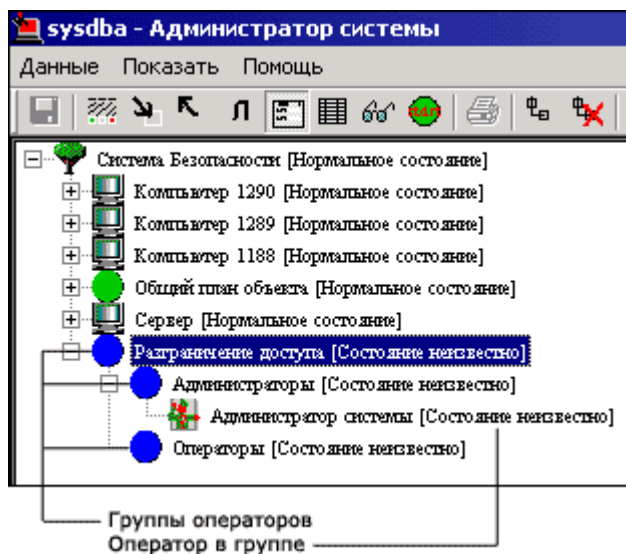 sysdba - Администратор системы
Данные Показать Помощь
Л
Система Безопасности [Нормальное состояние]
Компьютер 1290 [Нормальное состояние]
Компьютер 1289 [Нормальное состояние]
Компьютер 1188 [Нормальное состояние]
Общий план объекта [Нормальное состояние]
Сервер [Нормальное состояние]
Разграничение доступа [Состояние неизвестно]
Администраторы [Состояние неизвестно]
Администратор системы [Состояние неизвестно]
Операторы [Состояние неизвестно]
Группы операторов
Оператор в группе